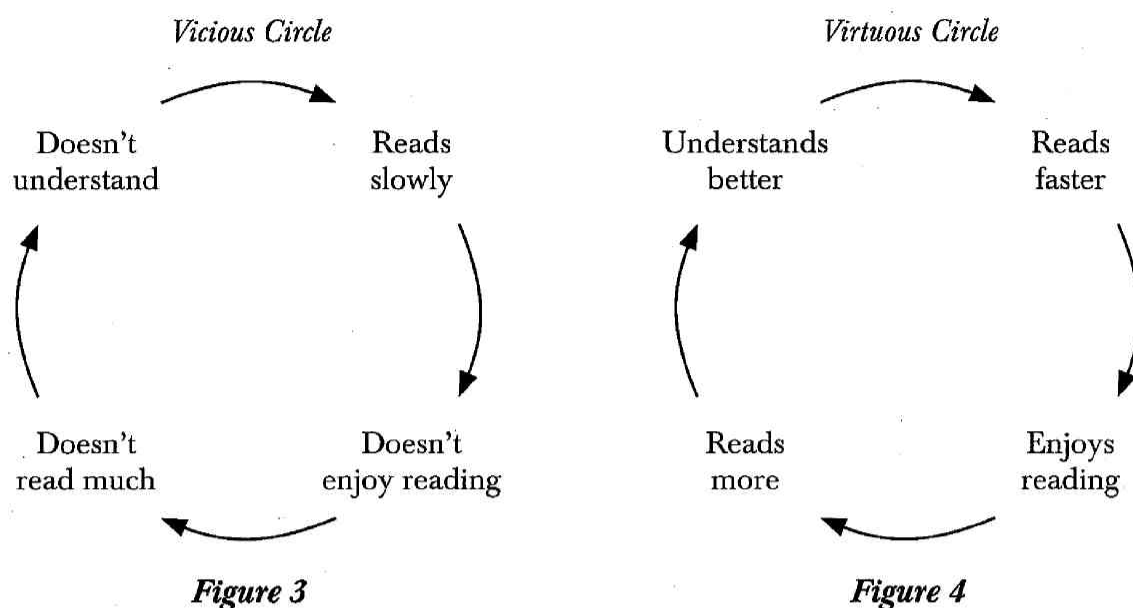 Vicious Circle
Doesn't
understand
Reads
slowly
Doesn't
enjoy reading
Doesn't
read much
Figure 3
Virtuous Circle
Understands
better
Reads
faster
Enjoys
reading
Reads
more
Figure 4